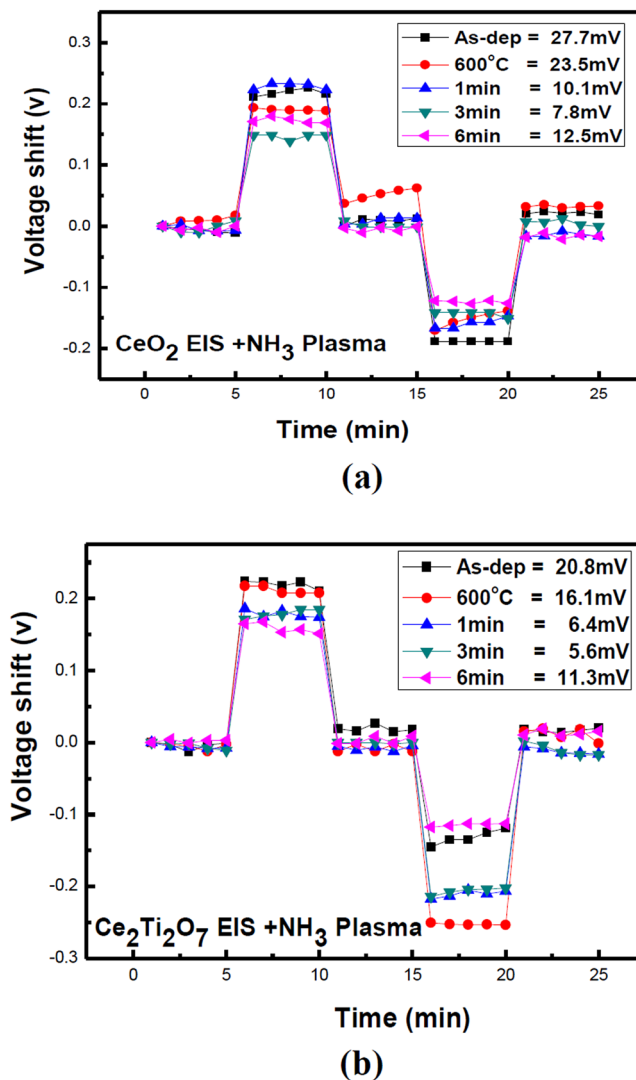 As-dep = 27.7mV
600°C = 23.5mV
1min = 10.1mV
3min = 7.8mV
6min = 12.5mV
Voltage shift (v)
0.3
0.2
0.1
0.0
-0.1
-0.2
CeO2 EIS +NH3 Plasma
0 5 10 15 20 25
Time (min)
(a)
As-dep = 20.8mV
600°C = 16.1mV
1min = 6.4mV
3min = 5.6mV
6min = 11.3mV
Voltage shift (v)
0.2
0.1
0.0
-0.1
-0.2
-0.3
Ce2Ti2O7 EIS +NH3 Plasma
0 5 10 15 20 25
Time (min)
(b)